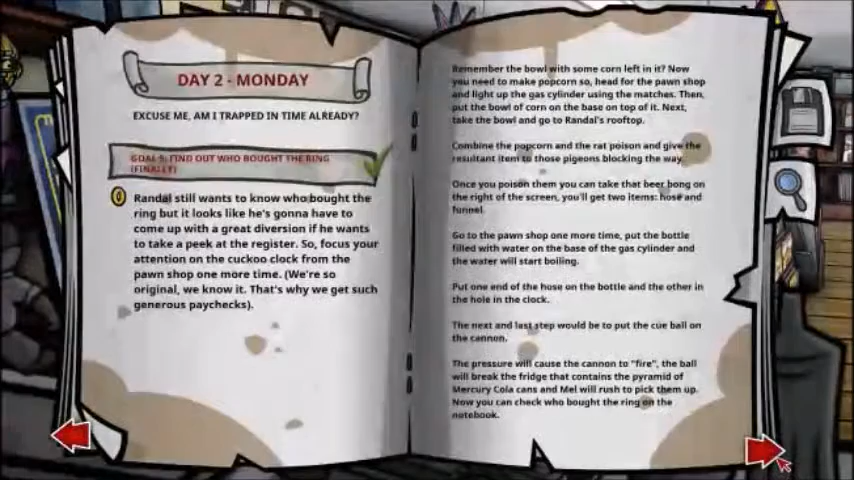 DAY 2 - MONDAY
EXCUSE ME, AM I TRAPPED IN TIME ALREADY?
GOAL 5: FIND OUT WHO BOUGHT THE RING
(FINALLY)
Randal still wants to know who bought the
ring but it looks like he's gonna have to
come up with a great diversion if he wants
to take a peek at the register. So, focus your
attention on the cuckoo clock from the
pawn shop one more time. (We're so
original, we know it. That's why we get such
generous paychecks).
Remember the bowl with some corn left in it? Now
you need to make popcorn so, head for the pawn shop
and light up the gas cylinder using the matches. Then,
put the bowl of corn on the base on top of it. Next,
take the bowl and go to Randal's rooftop.
Combine the popcorn and the rat poison and give the
resultant item to those pigeons blocking the way.
Once you poison them you can take that beer bong on
the right of the screen, you'll get two items: hose and
funnel.
Go to the pawn shop one more time, put the bottle
filled with water on the base of the gas cylinder and
the water will start boiling.
Put one end of the hose on the bottle and the other in
the hole in the clock.
The next and last step would be to put the cue ball on
the cannon.
The pressure will cause the cannon to "fire", the ball
will break the fridge that contains the pyramid of
Mercury Cola cans and Mel will rush to pick them up.
Now you can check who bought the ring on the
notebook.